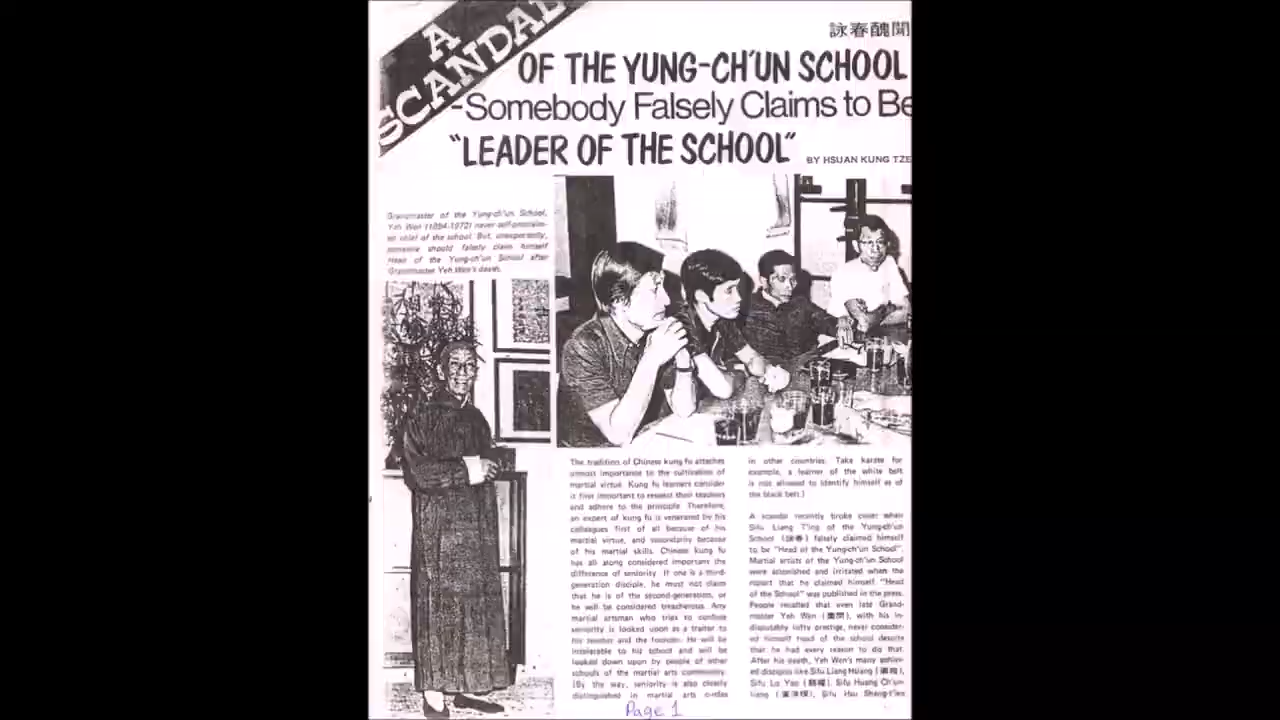 A
SCANDAL
詠春醜聞
OF THE YUNG-CH'UN SCHOOL
-Somebody Falsely Claims to Be
"LEADER OF THE SCHOOL"
BY HSUAN KUNG TZE
Grandmaster of the Yung-ch'un School,
Yeh Wen (1894-1972) never self-proclaim-
ed chief of the school. But, unexpectedly,
someone should falsely claim himself
Head of the Yung-ch'un School after
Grandmaster Yeh Wen's death.
The tradition of Chinese kung fu attaches
utmost importance to the cultivation of
martial virtue. Kung fu learners consider
it first important to respect their teachers
and adhere to the principle. Therefore,
an expert of kung fu is venerated by his
colleagues first of all because of his
martial virtue, and secondarily because
of his martial skills. Chinese kung fu
has all along considered important the
difference of seniority. If one is a third-
generation disciple, he must not claim
that he is of the second-generation, or
he will be considered treacherous. Any
martial artsman who tries to confuse
seniority is looked upon as a traitor to
his teacher and the founder. He will be
intolerable to his school and will be
looked down upon by people of other
schools of the martial arts community.
(By the way, seniority is also clearly
distinguished in martial arts circles
in other countries. Take karate for
example, a learner of the white belt
is not allowed to identify himself as of
the black belt.)
A scandal recently broke cover when
Sifu Liang T'ing of the Yung-ch'un
School (詠春) falsely claimed himself
to be "Head of the Yung-ch'un School".
Martial artists of the Yung-ch'un School
were astonished and irritated when the
report that he claimed himself "Head
of the School" was published in the press.
People recalled that even late Grand-
master Yeh Wen (葉問), with his in-
disputably lofty prestige, never consider-
ed himself head of the school despite
that he had every reason to do that.
After his death, Yeh Wen's many achiev-
ed disciples like Sifu Liang Hsiang
Sifu Lo Yao (駱耀), Sifu Huang Ch'un-
liang, Sifu Hsu Shang-t'ien
Page 1